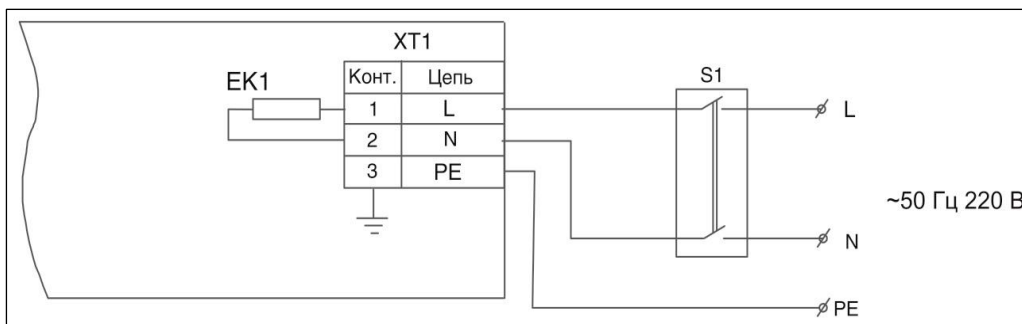 XT1
EK1
Конт. Цепь
1 L
2 N
3 PE
S1
L
~50 Гц 220 В
N
PE